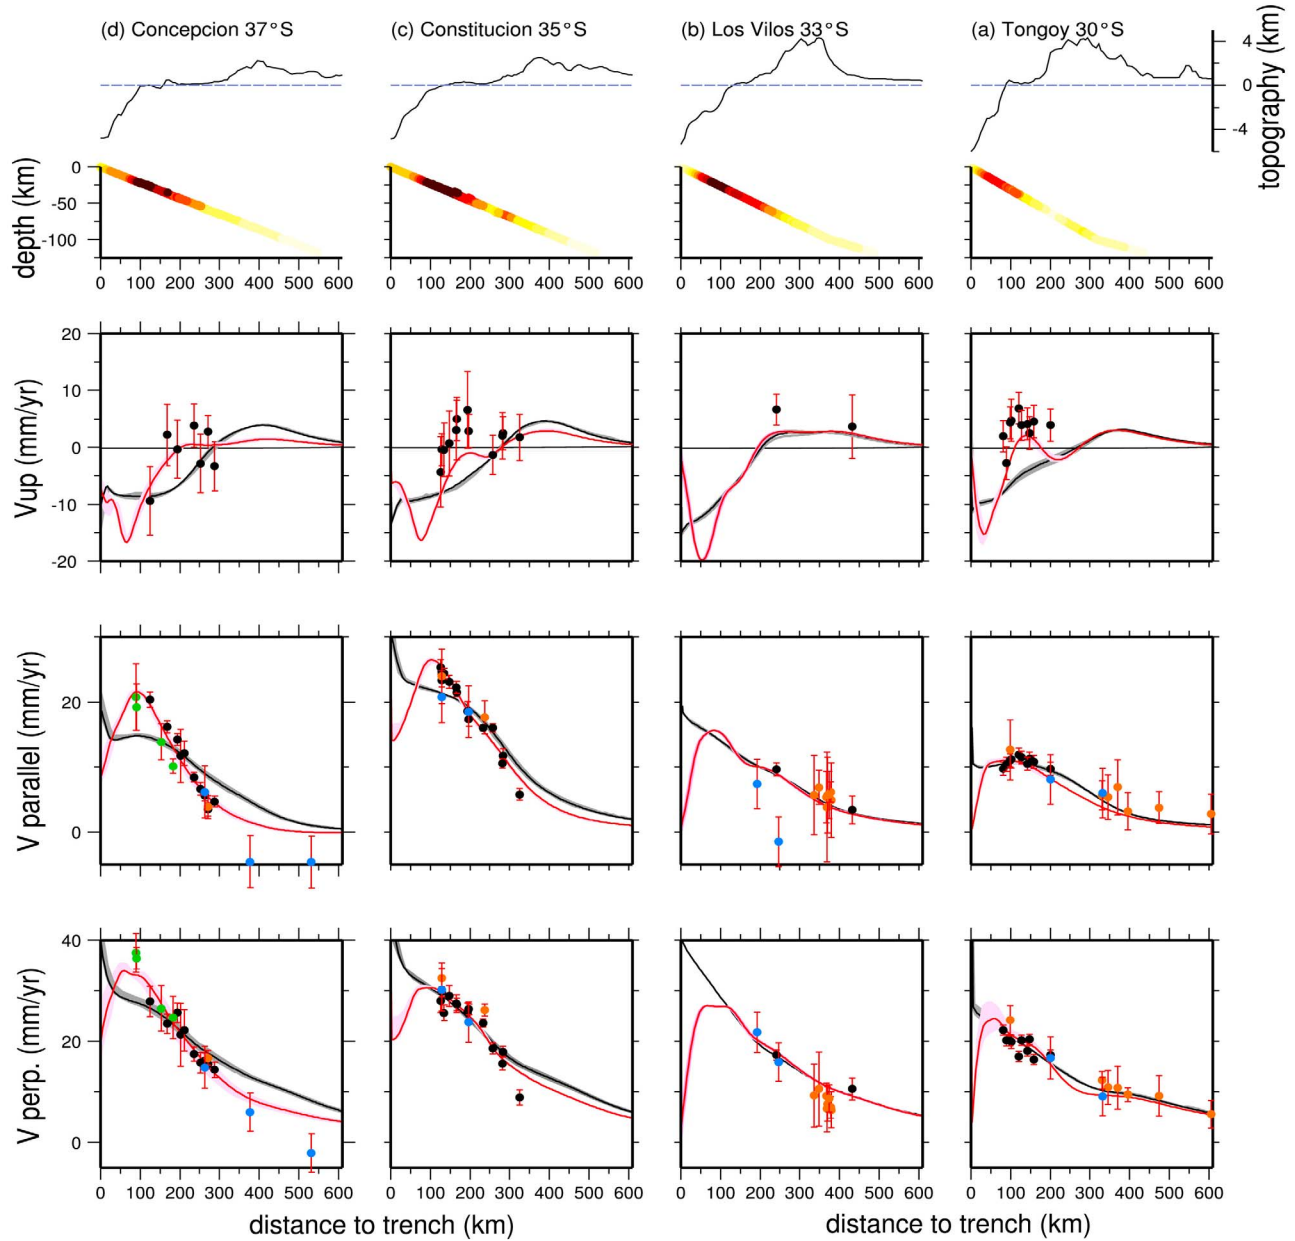 (d) Concepcion 37°S
(c) Constitucion 35°S
(b) Los Vilos 33°S
(a) Tongoy 30°S
4
0
-4
topography (km)
0
-50
-100
depth (km)
0 100 200 300 400 500 600
0 100 200 300 400 500 600
0 100 200 300 400 500 600
0 100 200 300 400 500 600
20
10
0
-10
-20
Vup (mm/yr)
20
0
V parallel (mm/yr)
40
20
0
V perp. (mm/yr)
0 100 200 300 400 500 600
0 100 200 300 400 500 600
0 100 200 300 400 500 600
0 100 200 300 400 500 600
distance to trench (km)
distance to trench (km)